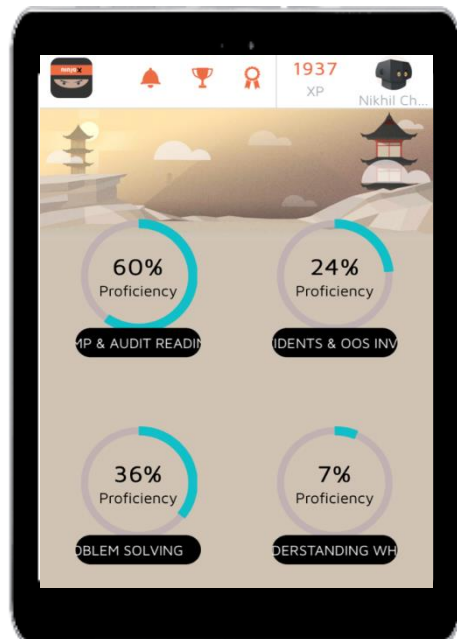 NINJA
1937
XP
Nikhil Ch...
60%
Proficiency
24%
Proficiency
MP & AUDIT READIN
IDENTS & OOS INV
36%
Proficiency
7%
Proficiency
OBLEM SOLVING
DERSTANDING WH